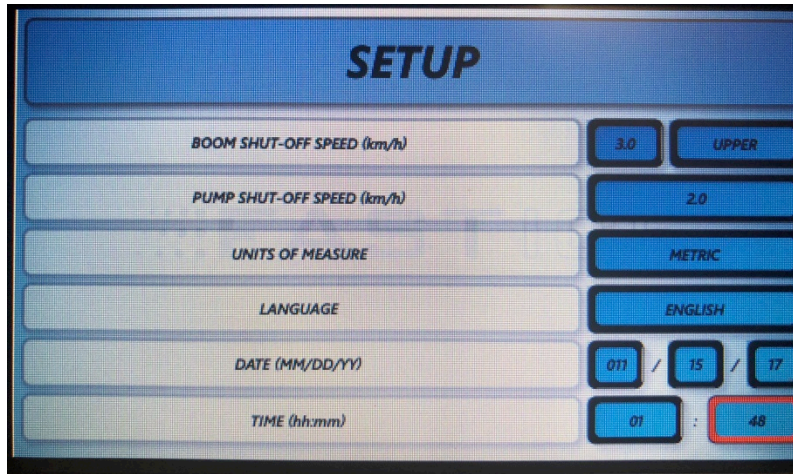 SETUP
BOOM SHUT-OFF SPEED (km/h) 3.0 UPPER
PUMP SHUT-OFF SPEED (km/h) 2.0
UNITS OF MEASURE METRIC
LANGUAGE ENGLISH
DATE (MM/DD/YY) 011 / 15 / 17
TIME (hh:mm) 01 : 48